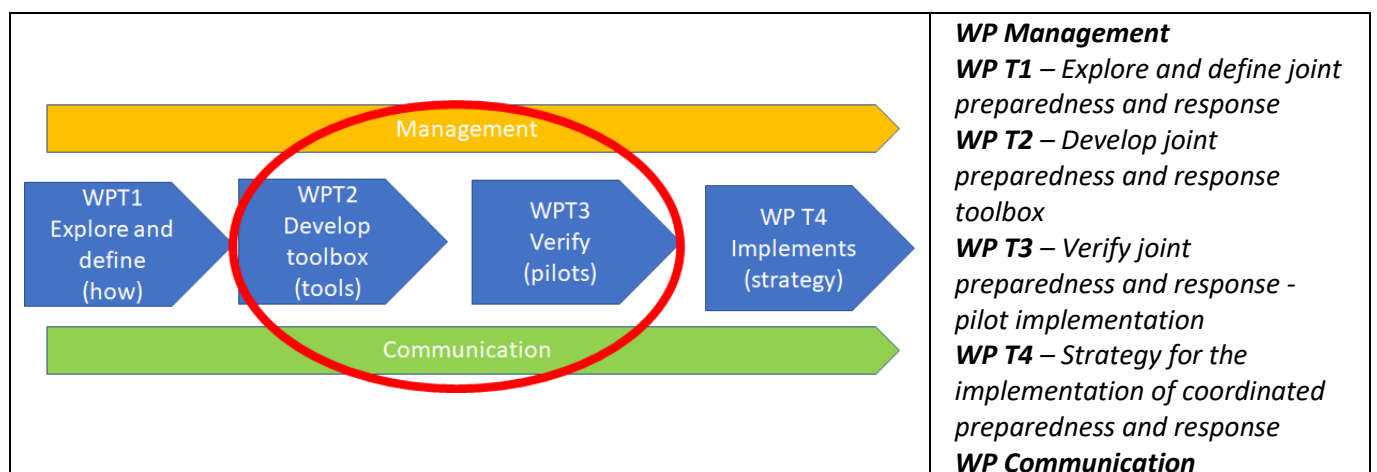 Management
WPT1
Explore and
define
(how)
WPT2
Develop
toolbox
(tools)
WPT3
Verify
(pilots)
WP T4
Implements
(strategy)
Communication
WP Management
WP T1 – Explore and define joint
preparedness and response
WP T2 – Develop joint
preparedness and response
toolbox
WP T3 – Verify joint
preparedness and response -
pilot implementation
WP T4 – Strategy for the
implementation of coordinated
preparedness and response
WP Communication